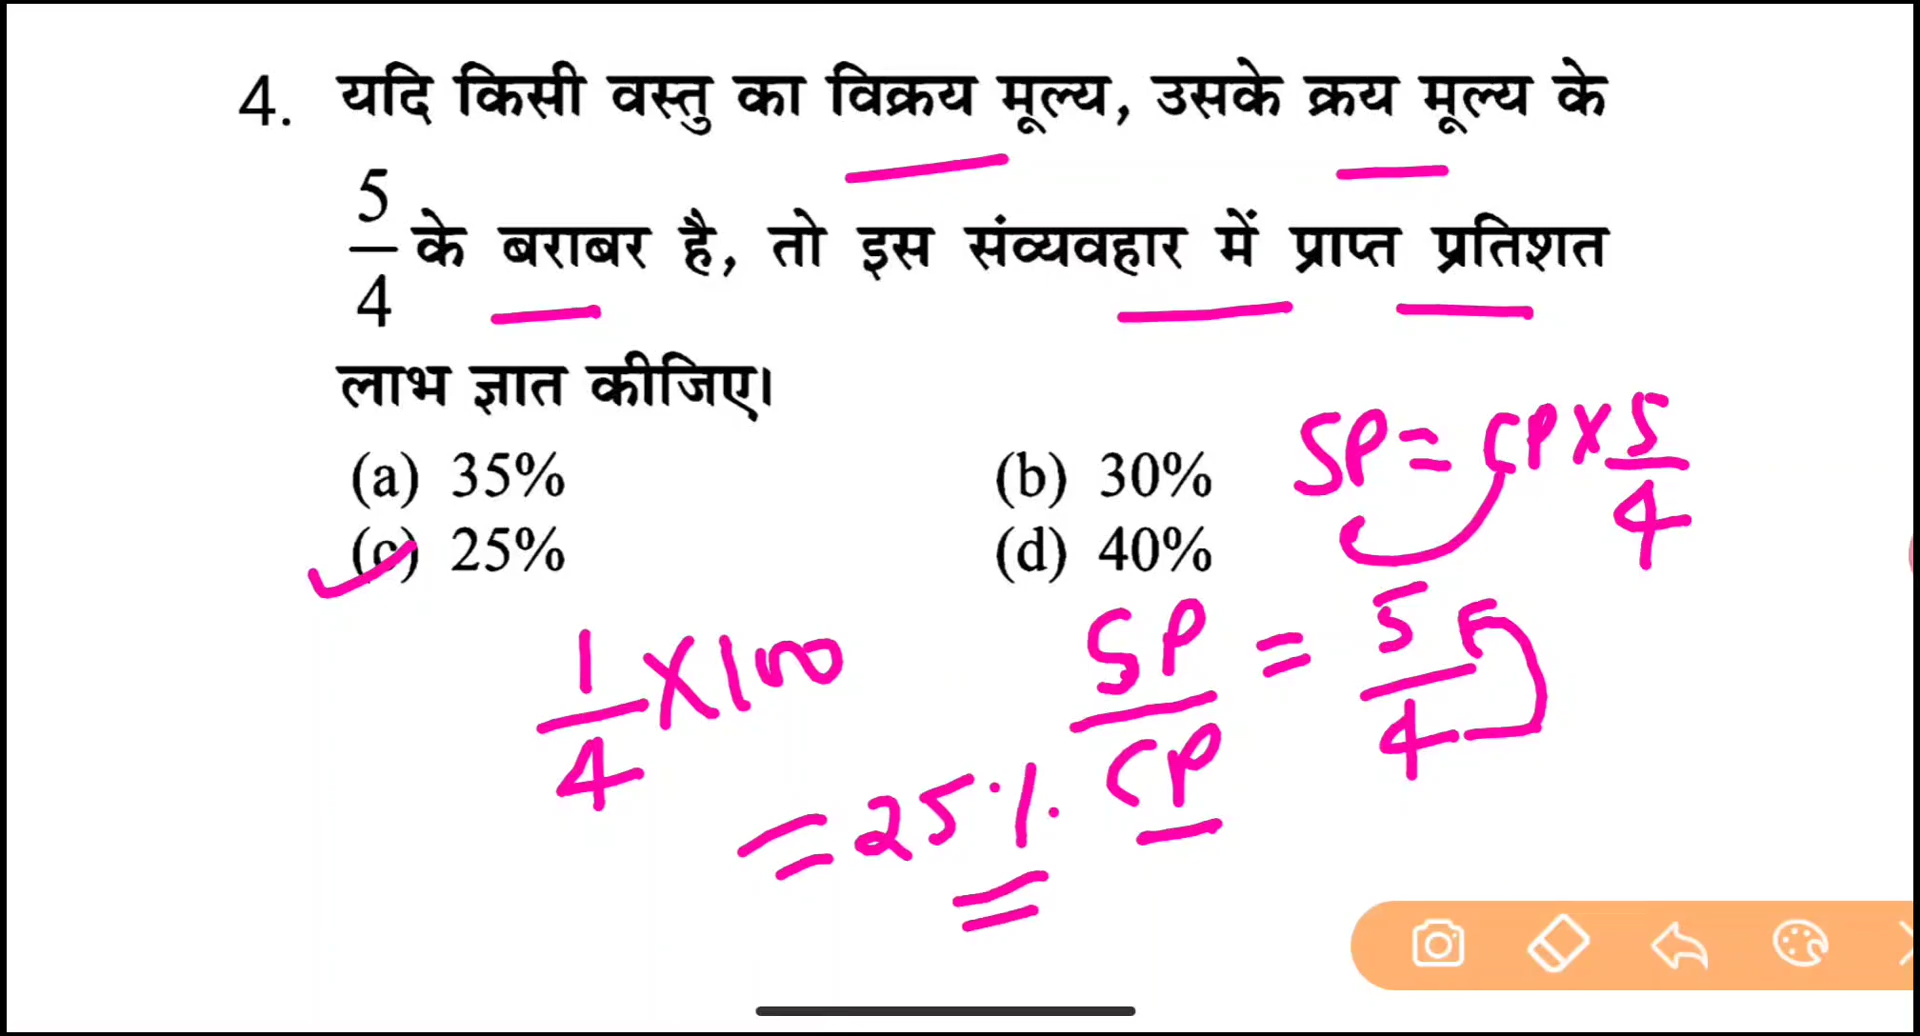 4. यदि किसी वस्तु का विक्रय मूल्य, उसके क्रय मूल्य के
5/4 के बराबर है, तो इस संव्यवहार में प्राप्त प्रतिशत
लाभ ज्ञात कीजिए।
(a) 35% (b) 30%
(c) 25% (d) 40%
SP = CP × 5/4
SP/CP = 5/4
1/4 × 100
= 25%